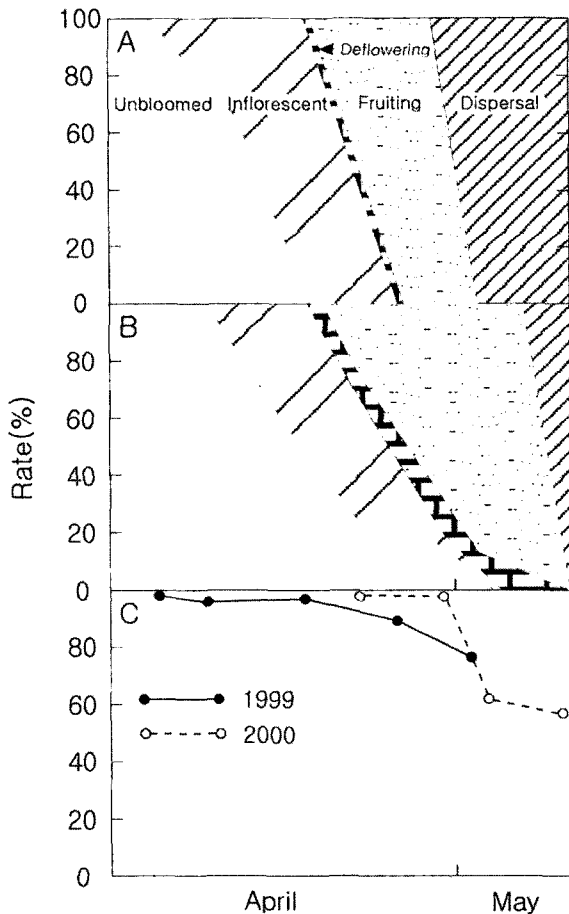 100
A
Deflowering
80
Unbloomed Inflorescent Fruiting Dispersal
60
40
20
0
B
80
60
Rate(%)
40
20
0
C
80
1999
60
2000
40
20
0
April May